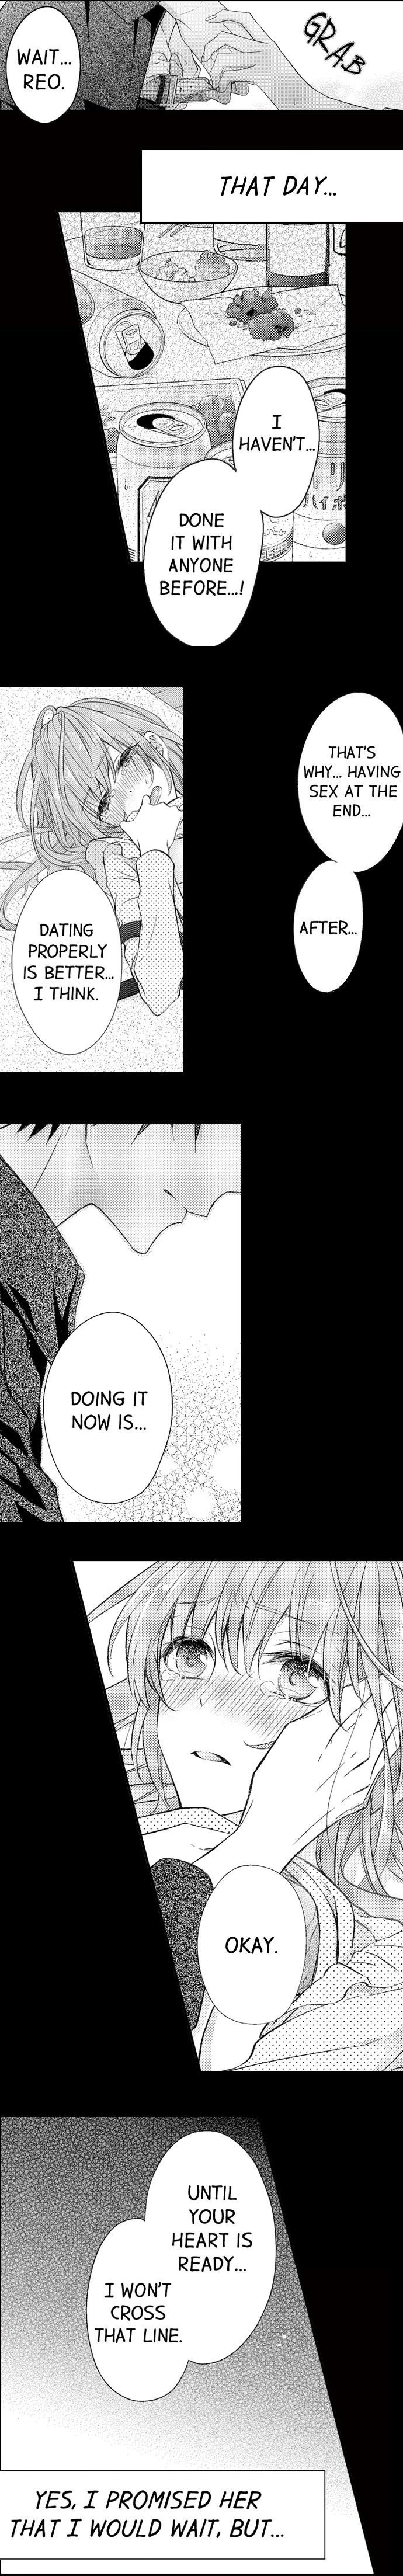 WAIT...
REO.
GRAB
THAT DAY...
I
HAVEN'T...
DONE
IT WITH
ANYONE
BEFORE...!
THAT'S
WHY... HAVING
SEX AT THE
END...
AFTER...
DATING
PROPERLY
IS BETTER...
I THINK.
DOING IT
NOW IS...
OKAY.
UNTIL
YOUR
HEART IS
READY...
I WON'T
CROSS
THAT LINE.
YES, I PROMISED HER
THAT I WOULD WAIT, BUT...